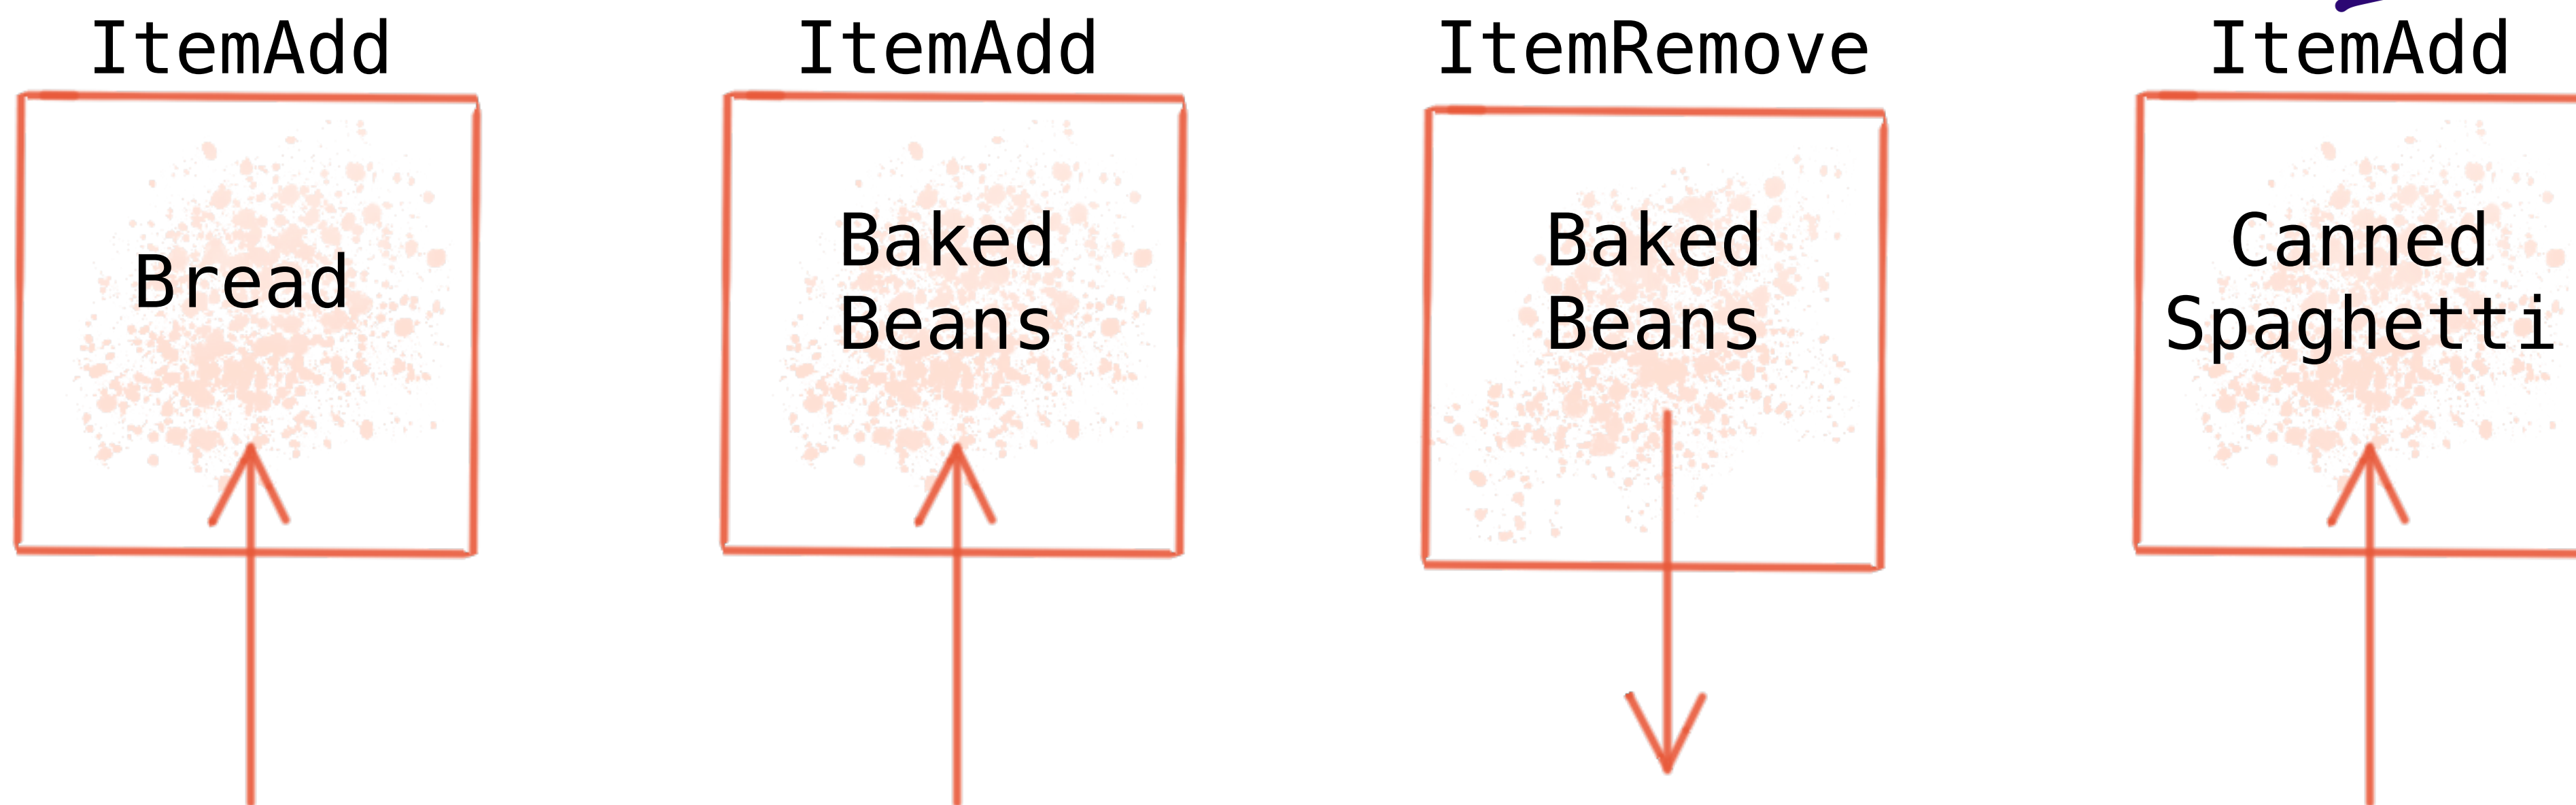 ItemAdd
Bread
ItemAdd
Baked
Beans
ItemRemove
Baked
Beans
ItemAdd
Canned
Spaghetti